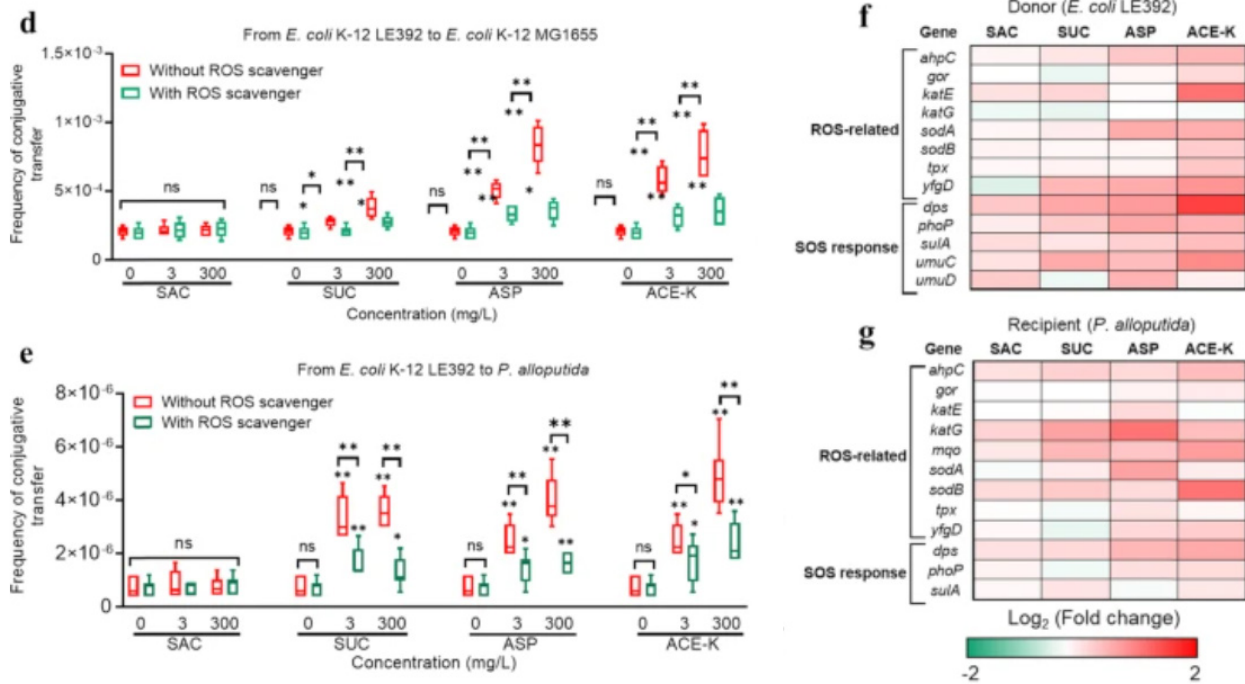 d
From E. coli K-12 LE392 to E. coli K-12 MG1655
1.5×10⁻³
1×10⁻³
5×10⁻⁴
0
Frequency of conjugative
transfer
Without ROS scavenger
With ROS scavenger
ns
ns
*
*
**
**
*
ns
**
**
**
**
**
*
ns
**
**
**
**
**
**
0 3 300 0 3 300 0 3 300 0 3 300
SAC SUC ASP ACE-K
Concentration (mg/L)
e
From E. coli K-12 LE392 to P. alloputida
8×10⁻⁶
6×10⁻⁶
4×10⁻⁶
2×10⁻⁶
0
Frequency of conjugative
transfer
Without ROS scavenger
With ROS scavenger
ns
ns
**
**
**
**
**
*
ns
**
**
*
**
**
**
ns
*
**
*
**
**
**
0 3 300 0 3 300 0 3 300 0 3 300
SAC SUC ASP ACE-K
Concentration (mg/L)
f
Donor (E. coli LE392)
Gene SAC SUC ASP ACE-K
ROS-related
ahpC
gor
katE
katG
sodA
sodB
tpx
yfgD
SOS response
dps
phoP
sulA
umuC
umuD
g
Recipient (P. alloputida)
Gene SAC SUC ASP ACE-K
ROS-related
ahpC
gor
katE
katG
mqo
sodA
sodB
tpx
yfgD
SOS response
dps
phoP
sulA
Log₂ (Fold change)
-2 2